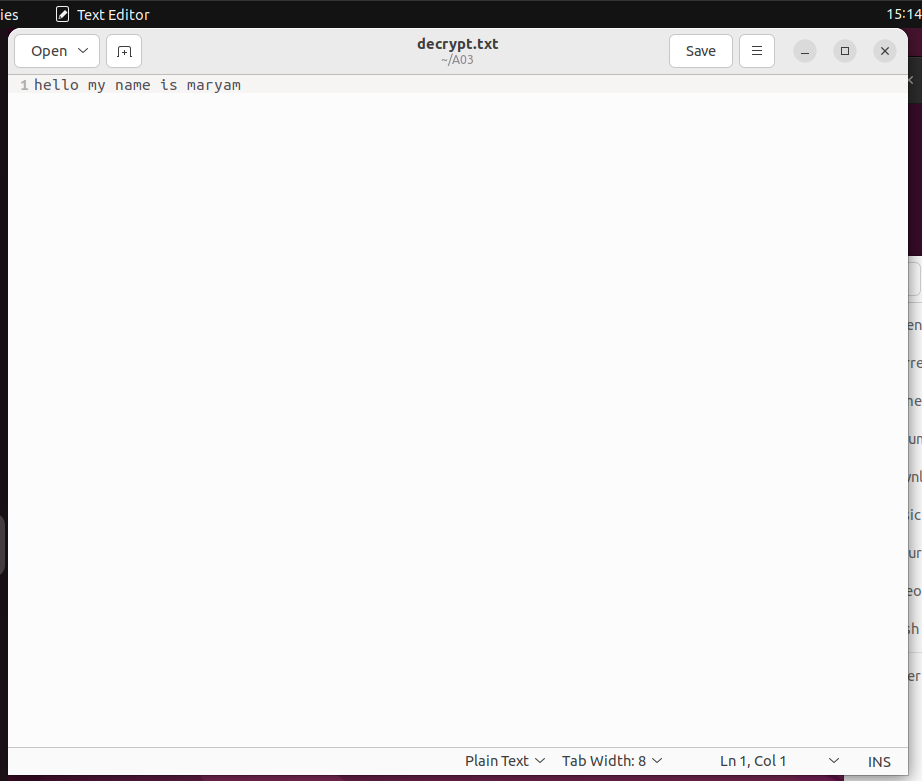 Text Editor
15:14
Open
decrypt.txt
~/A03
Save
1 hello my name is maryam
Plain Text
Tab Width: 8
Ln 1, Col 1
INS